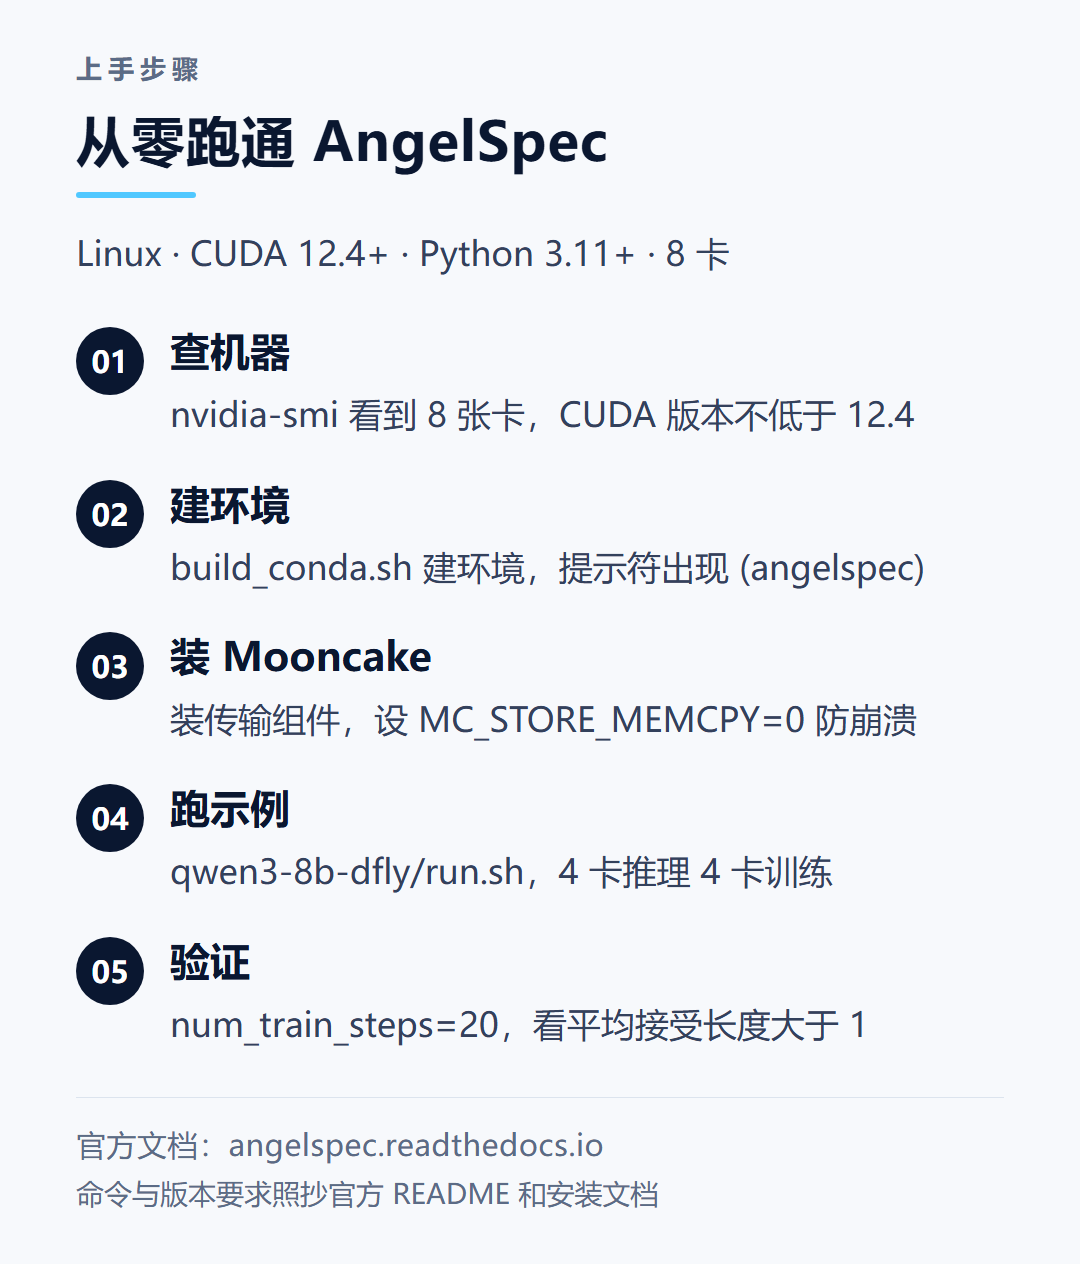 上手步骤
从零跑通 AngelSpec
Linux · CUDA 12.4+ · Python 3.11+ · 8 卡
01
查机器
nvidia-smi 看到 8 张卡，CUDA 版本不低于 12.4
02
建环境
build_conda.sh 建环境，提示符出现 (angelspec)
03
装 Mooncake
装传输组件，设 MC_STORE_MEMCPY=0 防崩溃
04
跑示例
qwen3-8b-dfly/run.sh，4 卡推理 4 卡训练
05
验证
num_train_steps=20，看平均接受长度大于 1
官方文档：angelspec.readthedocs.io
命令与版本要求照抄官方 README 和安装文档